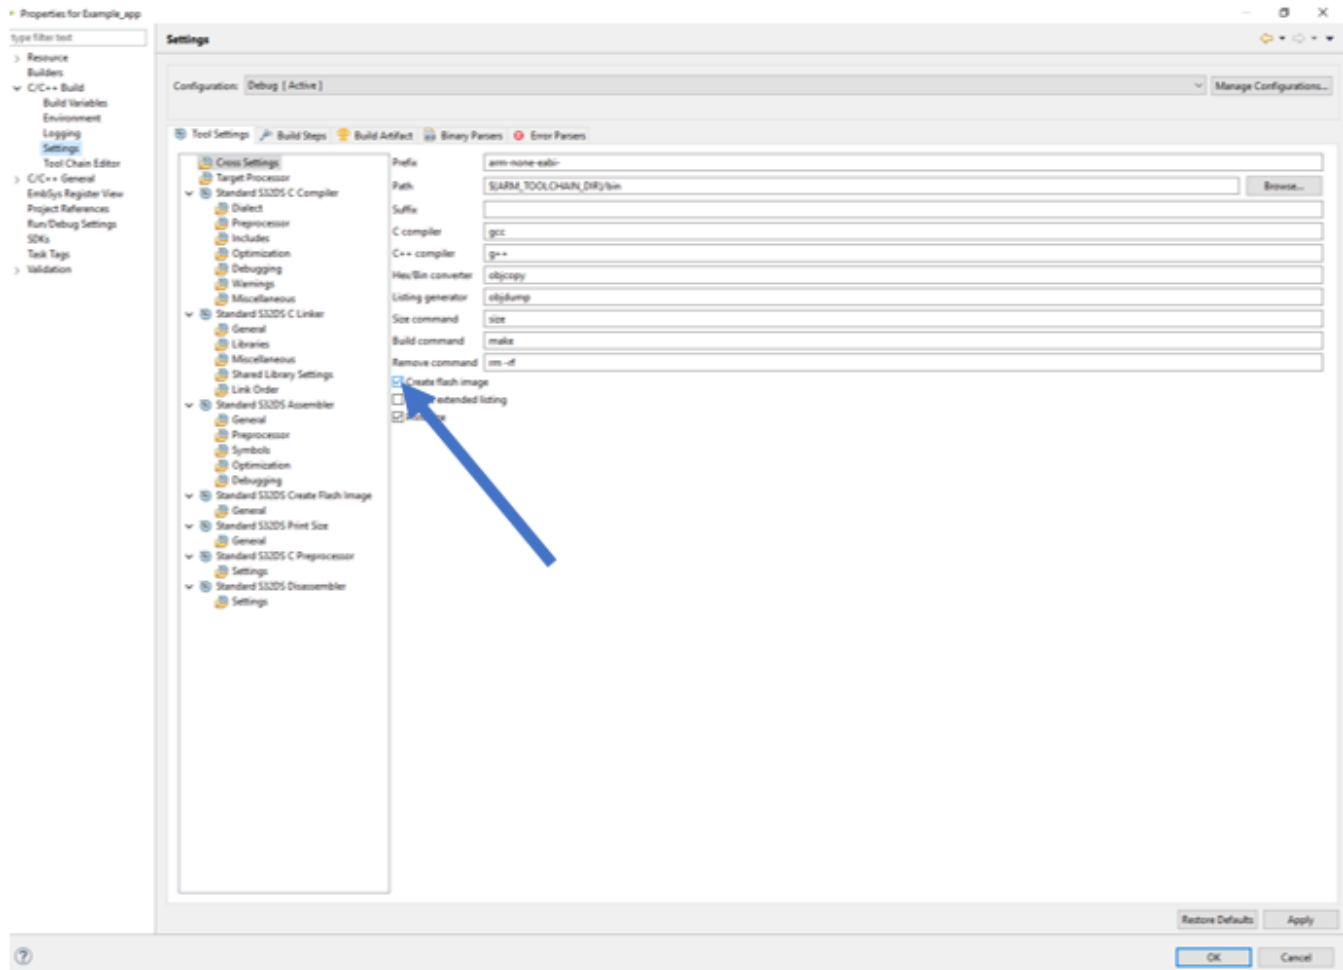 Properties for Example_app
type filter text
Resource
Builders
C/C++ Build
Build Variables
Environment
Logging
Settings
Tool Chain Editor
C/C++ General
EmbSys Register View
Project References
Run/Debug Settings
SDKs
Task Tags
Validation
Settings
Configuration: Debug [ Active ]
Manage Configurations...
Tool Settings Build Steps Build Artifact Binary Parsers Error Parsers
Cross Settings
Target Processor
Standard S32DS C Compiler
Dialect
Preprocessor
Includes
Optimization
Debugging
Warnings
Miscellaneous
Standard S32DS C Linker
General
Libraries
Miscellaneous
Shared Library Settings
Link Order
Standard S32DS Assembler
General
Preprocessor
Symbols
Optimization
Debugging
Standard S32DS Create Flash Image
General
Standard S32DS Print Size
General
Standard S32DS C Preprocessor
Settings
Standard S32DS Disassembler
Settings
Prefix arm-none-eabi-
Path ${ARM_TOOLCHAIN_DIR}/bin Browse...
Suffix
C compiler gcc
C++ compiler g++
Hex/Bin converter objcopy
Listing generator objdump
Size command size
Build command make
Remove command rm -rf
Create flash image
extended listing
Restore Defaults Apply
OK Cancel